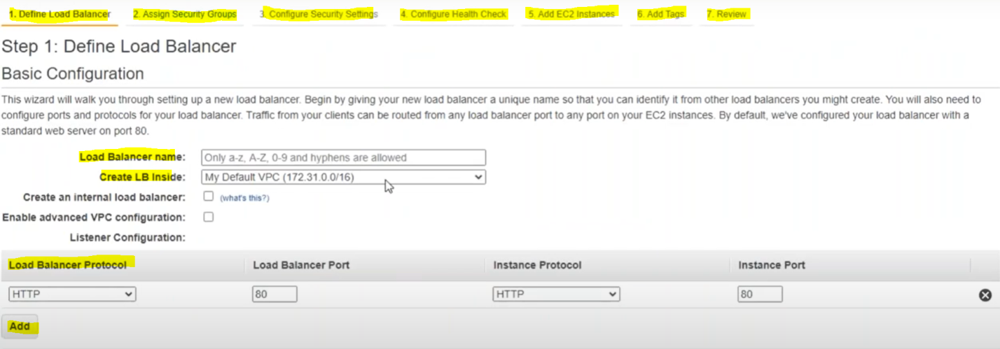 1. Define Load Balancer 2. Assign Security Groups 3. Configure Security Settings 4. Configure Health Check 5. Add EC2 Instances 6. Add Tags 7. Review
Step 1: Define Load Balancer
Basic Configuration
This wizard will walk you through setting up a new load balancer. Begin by giving your new load balancer a unique name so that you can identify it from other load balancers you might create. You will also need to
configure ports and protocols for your load balancer. Traffic from your clients can be routed from any load balancer port to any port on your EC2 instances. By default, we've configured your load balancer with a
standard web server on port 80.
Load Balancer name: Only a-z, A-Z, 0-9 and hyphens are allowed
Create LB Inside: My Default VPC (172.31.0.0/16)
Create an internal load balancer: (what's this?)
Enable advanced VPC configuration:
Listener Configuration:
Load Balancer Protocol Load Balancer Port Instance Protocol Instance Port
HTTP 80 HTTP 80
Add